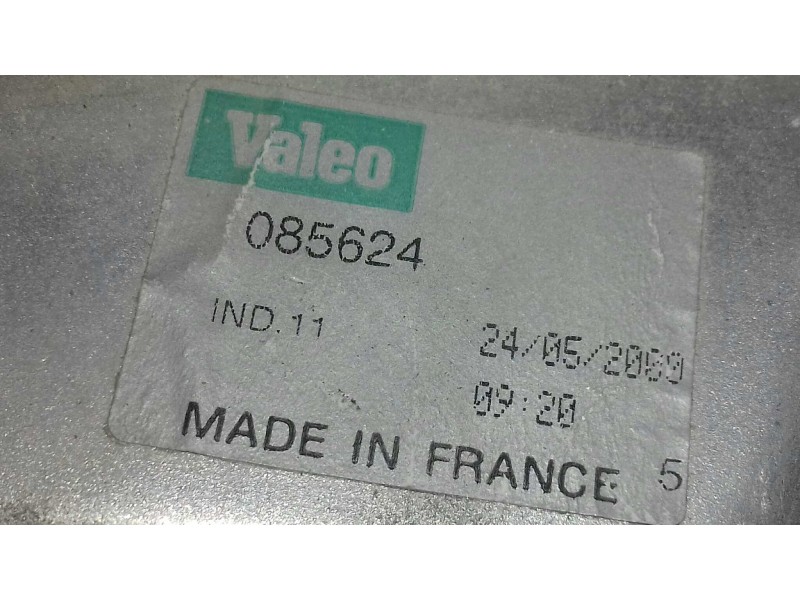 Valeo
085624
IND.11
24/05/2000
09:20
MADE IN FRANCE 5